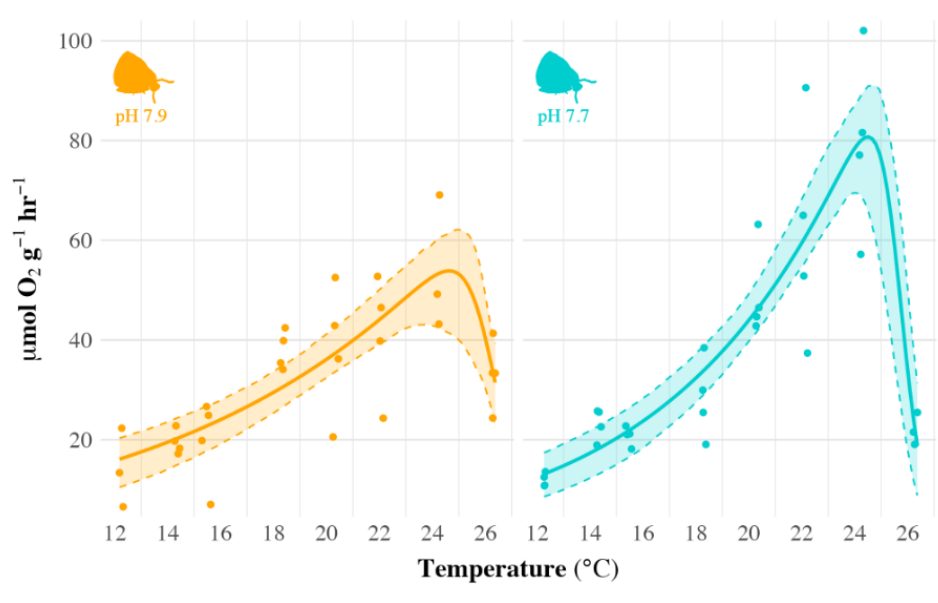 100
80
60
40
20
μmol O₂ g⁻¹ hr⁻¹
pH 7.9
pH 7.7
12 14 16 18 20 22 24 26 12 14 16 18 20 22 24 26
Temperature (°C)